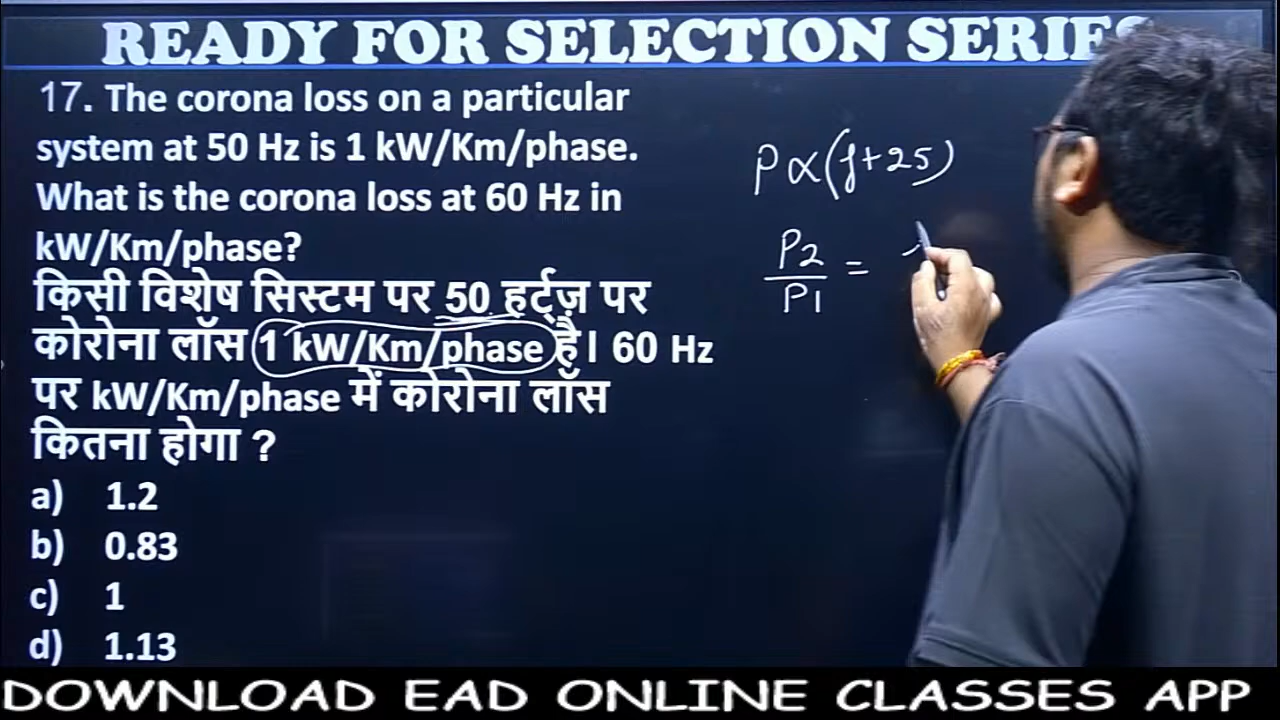 READY FOR SELECTION SERIES
17. The corona loss on a particular
system at 50 Hz is 1 kW/Km/phase.
What is the corona loss at 60 Hz in
kW/Km/phase?
किसी विशेष सिस्टम पर 50 हर्ट्ज़ पर
कोरोना लॉस 1 kW/Km/phase है। 60 Hz
पर kW/Km/phase में कोरोना लॉस
कितना होगा ?
a) 1.2
b) 0.83
c) 1
d) 1.13
P ∝ (f+25)
P2
/P1 =
DOWNLOAD EAD ONLINE CLASSES APP